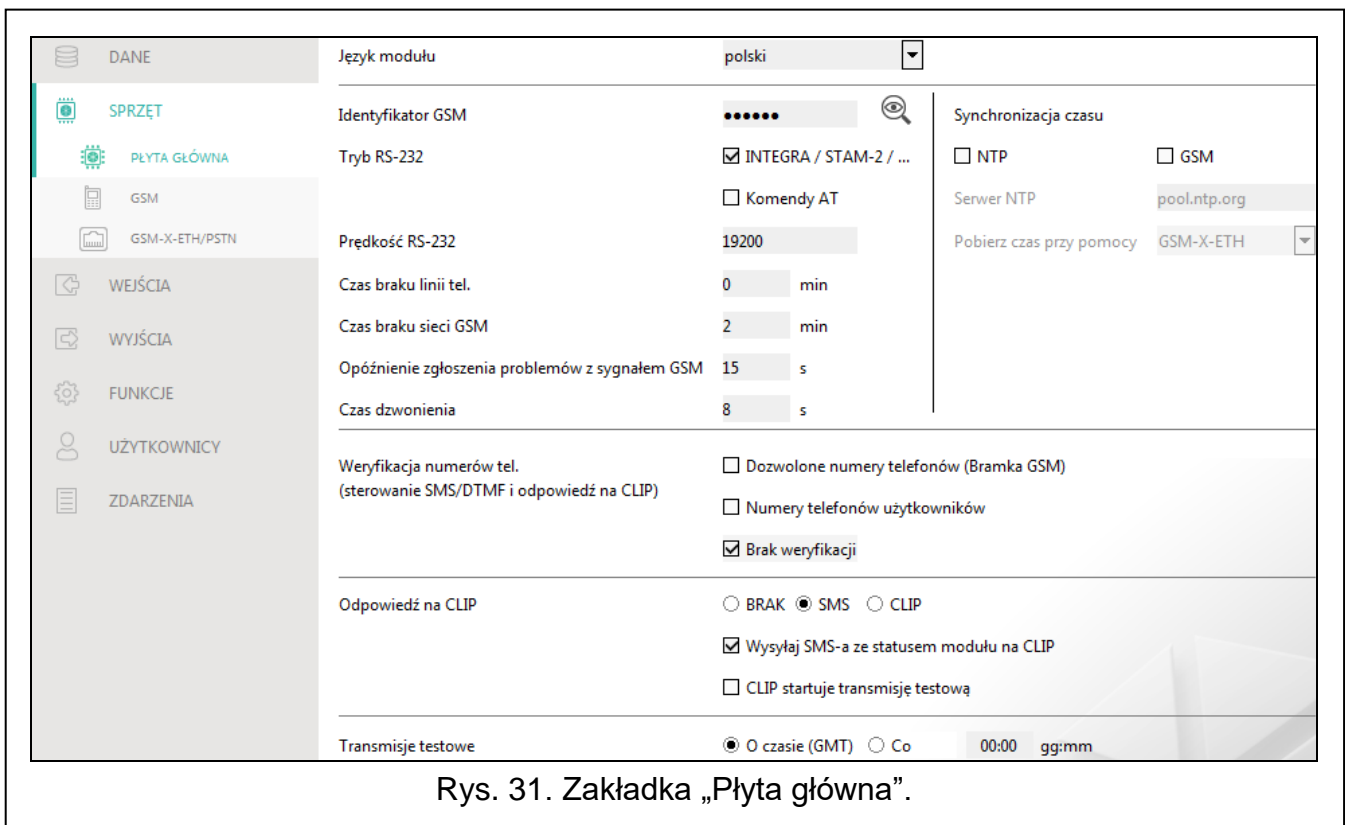 DANE
SPRZĘT
PŁYTA GŁÓWNA
GSM
GSM-X-ETH/PSTN
WEJŚCIA
WYJŚCIA
FUNKCJE
UŻYTKOWNICY
ZDARZENIA
Język modułu polski
Identyfikator GSM ••••••
Tryb RS-232 INTEGRA / STAM-2 / ...
Komendy AT
Prędkość RS-232 19200
Czas braku linii tel. 0 min
Czas braku sieci GSM 2 min
Opóźnienie zgłoszenia problemów z sygnałem GSM 15 s
Czas dzwonienia 8 s
Synchronizacja czasu
NTP GSM
Serwer NTP pool.ntp.org
Pobierz czas przy pomocy GSM-X-ETH
Weryfikacja numerów tel.
(sterowanie SMS/DTMF i odpowiedź na CLIP)
Dozwolone numery telefonów (Bramka GSM)
Numery telefonów użytkowników
Brak weryfikacji
Odpowiedź na CLIP BRAK SMS CLIP
Wysyłaj SMS-a ze statusem modułu na CLIP
CLIP startuje transmisję testową
Transmisje testowe O czasie (GMT) Co 00:00 gg:mm
Rys. 31. Zakładka „Płyta główna”.